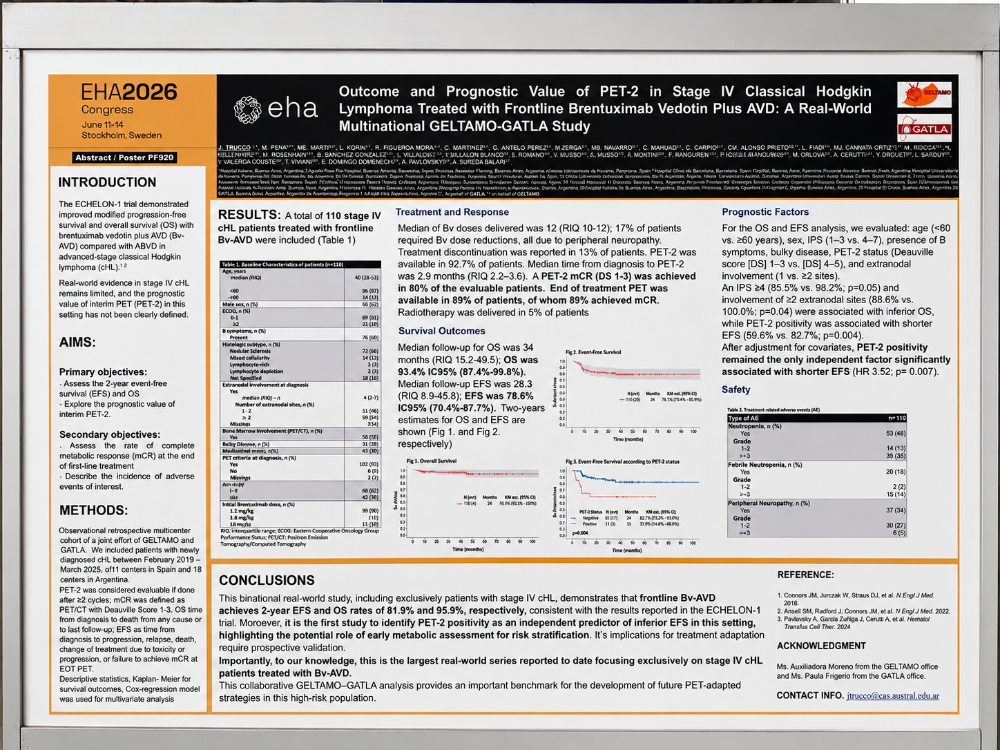 EHA2026
Congress
June 11-14
Stockholm, Sweden
Abstract / Poster PF920
eha
Outcome and Prognostic Value of PET-2 in Stage IV Classical Hodgkin
Lymphoma Treated with Frontline Brentuximab Vedotin Plus AVD: A Real-World
Multinational GELTAMO-GATLA Study
GELTAMO
GATLA
J. TRUCCO M. PENA ME. MARTI L. KORIN R. FIGUEROA MORA C. MARTINEZ G. ANTELO PEREZ M ZERGA MB. NAVARRO C. MAHUAD C. CARPIO CM. ALONSO PRIETO L. FIAD MJ. CANNATA ORTIZ
M. ROSENHAIN B. SANCHEZ GONZALEZ S. ROMANO V. MUSSO A. MUSSO A. MARTINI F. RANGUREN M. ORLOVA A. CERUTTI Y. DROUET L. SARDUY
V. VALERGA COUSTE T. VIVIANI E. DOMINGO DOMENECH A. PAVLOVSKY A. SUREDA BALARI
INTRODUCTION
The ECHELON-1 trial demonstrated
improved modified progression-free
survival and overall survival (OS) with
brentuximab vedotin plus AVD (Bv-
AVD) compared with ABVD in
advanced-stage classical Hodgkin
lymphoma (cHL).¹ ²
Real-world evidence in stage IV cHL
remains limited, and the prognostic
value of interim PET (PET-2) in this
setting has not been clearly defined.
AIMS:
Primary objectives:
· Assess the 2-year event-free
survival (EFS) and OS
· Explore the prognostic value of
interim PET-2.
Secondary objectives:
· Assess the rate of complete
metabolic response (mCR) at the end
of first-line treatment
· Describe the incidence of adverse
events of interest.
METHODS:
Observational retrospective multicenter
cohort of a joint effort of GELTAMO and
GATLA. We included patients with newly
diagnosed cHL between February 2019 –
March 2025, of11 centers in Spain and 18
centers in Argentina.
PET-2 was considered evaluable if done
after ≥2 cycles; mCR was defined as
PET/CT with Deauville Score 1-3. OS time
from diagnosis to death from any cause or
to last follow-up; EFS as time from
diagnosis to progression, relapse, death,
change of treatment due to toxicity or
progression, or failure to achieve mCR at
EOT PET.
Descriptive statistics, Kaplan- Meier for
survival outcomes, Cox-regression model
was used for multivariate analysis
RESULTS: A total of 110 stage IV
cHL patients treated with frontline
Bv-AVD were included (Table 1)
Table 1. Baseline Characteristics of patients (n=110)
Age, years
median (RIQ) 40 (28-53)
<60 96 (87)
->60 14 (13)
Male sex, n (%) 68 (62)
ECOG, n (%)
0-1 89 (81)
≥2 21 (18)
B symptoms, n (%)
Present 76 (69)
Histologic subtype, n (%)
Nodular Sclerosis 72 (66)
Mixed cellularity 14 (13)
Lymphocyte-rich 3 (3)
Lymphocyte depletion 3 (3)
Not Specified 18 (16)
Extranodal Involvement at diagnosis
Yes
median (RIQ) – n 4 (2-7)
Number of extranodal sites, n (%)
1 - 2 51 (46)
≥ 2 59 (54)
Missings
Bone Marrow Involvement (PET/CT), n (%)
Yes 56 (55)
Bulky Disease, n (%) 31 (28)
PET criteria at diagnosis, n (%)
Yes 102 (93)
No 6 (5)
Missings 2 (2)
68 (62)
42 (38)
Initial Brentuximab dose, n (%)
1.2 mg/kg 99 (90)
1.8 mg/kg
RIQ: interquartile range; ECOG: Eastern Cooperative Oncology Group
Performance Status; PET/CT: Positron Emission
Tomography/Computed Tomography
Treatment and Response
Median of Bv doses delivered was 12 (RIQ 10-12); 17% of patients
required Bv dose reductions, all due to peripheral neuropathy.
Treatment discontinuation was reported in 13% of patients. PET-2 was
available in 92.7% of patients. Median time from diagnosis to PET-2
was 2.9 months (RIQ 2.2–3.6). A PET-2 mCR (DS 1-3) was achieved
in 80% of the evaluable patients. End of treatment PET was
available in 89% of patients, of whom 89% achieved mCR.
Radiotherapy was delivered in 5% of patients
Survival Outcomes
Median follow-up for OS was 34
months (RIQ 15.2-49.5); OS was
93.4% IC95% (87.4%-99.8%).
Median follow-up EFS was 28.3
(RIQ 8.9-45.8); EFS was 78.6%
IC95% (70.4%-87.7%). Two-years
estimates for OS and EFS are
shown (Fig 1. and Fig 2.
respectively)
Fig 2. Event-Free Survival
N (evt) Months KM est. (95% CI)
110 (20) 24 78.1% (70.4% - 85.8%)
0 10 20 30 40 50 60 70 80 90 100
Time (months)
Fig 1. Overall Survival
N (evt) Months KM est. (95% CI)
110 (4) 24 95.9% (92.1% - 100%)
0 10 20 30 40 50 60 70 80 90 100
Time (months)
Fig 3. Event-Free Survival according to PET-2 status
PET-2 Status N (evt) Months KM est. (95% CI)
Negative 81 (17) 24 82.7% (73.2% - 93.0%)
Positive 11 (3) 31.9% (14.8% - 68.0%)
p=0.004
0 10 20 30 40 50 60 70 80 90 100
Time (months)
Prognostic Factors
For the OS and EFS analysis, we evaluated: age (<60
vs. ≥60 years), sex, IPS (1–3 vs. 4–7), presence of B
symptoms, bulky disease, PET-2 status (Deauville
score [DS] 1–3 vs. [DS] 4–5), and extranodal
involvement (1 vs. ≥2 sites).
An IPS ≥4 (85.5% vs. 98.2%; p=0.05) and
involvement of ≥2 extranodal sites (88.6% vs.
100.0%; p=0.04) were associated with inferior OS,
while PET-2 positivity was associated with shorter
EFS (59.6% vs. 82.7%; p=0.004).
After adjustment for covariates, PET-2 positivity
remained the only independent factor significantly
associated with shorter EFS (HR 3.52; p= 0.007).
Safety
Table 2. Treatment related adverse events (AE)
Type of AE n=110
Neutropenia, n (%)
Yes 53 (48)
Grade
1-2 14 (13)
>=3 39 (35)
Febrile Neutropenia, n (%)
Yes 20 (18)
Grade
1-2 2 (2)
>=3 15 (14)
Peripheral Neuropathy, n (%)
Yes 37 (34)
Grade
1-2 30 (27)
>=3 6 (5)
CONCLUSIONS
This binational real-world study, including exclusively patients with stage IV cHL, demonstrates that frontline Bv-AVD
achieves 2-year EFS and OS rates of 81.9% and 95.9%, respectively, consistent with the results reported in the ECHELON-1
trial. Moroever, it is the first study to identify PET-2 positivity as an independent predictor of inferior EFS in this setting,
highlighting the potential role of early metabolic assessment for risk stratification. It's implications for treatment adaptation
require prospective validation.
Importantly, to our knowledge, this is the largest real-world series reported to date focusing exclusively on stage IV cHL
patients treated with Bv-AVD.
This collaborative GELTAMO–GATLA analysis provides an important benchmark for the development of future PET-adapted
strategies in this high-risk population.
REFERENCE:
1. Connors JM, Jurczak W, Straus DJ, et al. N Engl J Med.
2018.
2. Ansell SM, Radford J, Connors JM, et al. N Engl J Med. 2022.
3. Pavlovsky A, García Zuñiga J, Cerutti A, et al. Hematol
Transfus Cell Ther. 2024
ACKNOWLEDGMENT
Ms. Auxiliadora Moreno from the GELTAMO office
and Ms. Paula Frigerio from the GATLA office.
CONTACT INFO. jtrucco@cas.austral.edu.ar